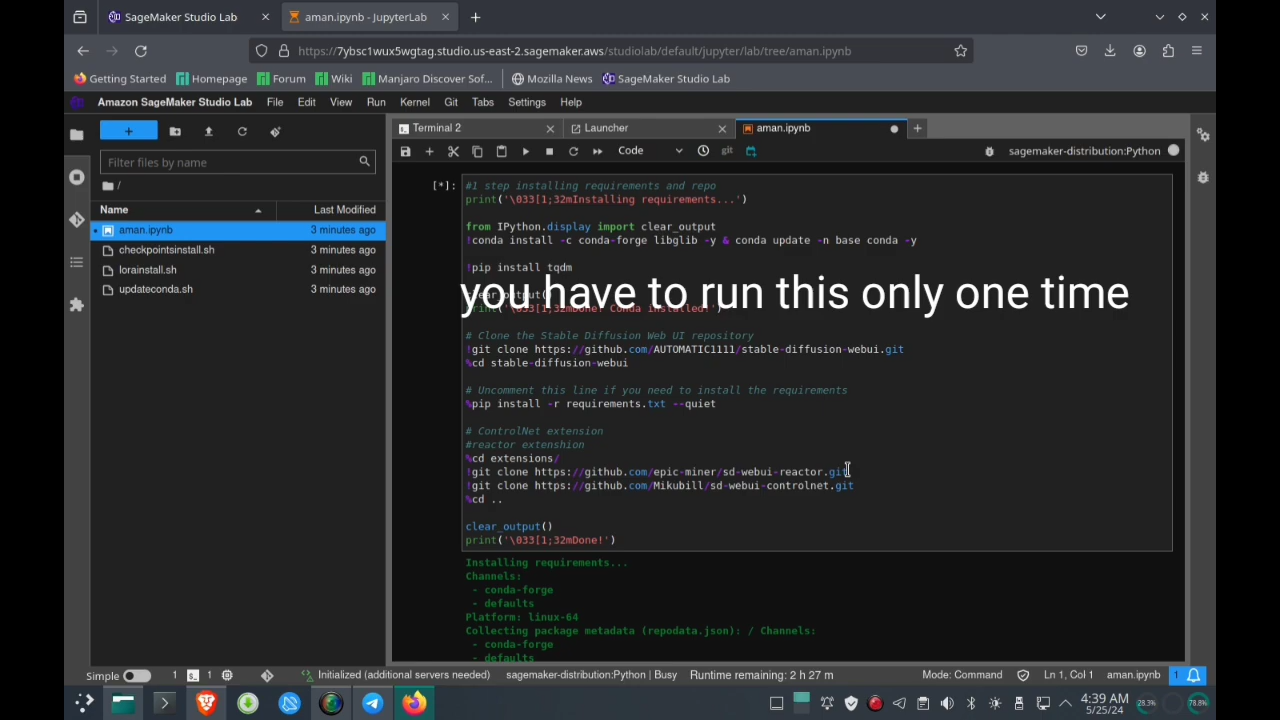 SageMaker Studio Lab
aman.ipynb - JupyterLab
https://7ybsc1wux5wgtag.studio.us-east-2.sagemaker.aws/studiolab/default/jupyter/lab/tree/aman.ipynb
Getting Started
Homepage
Forum
Wiki
Manjaro Discover Sof...
Mozilla News
SageMaker Studio Lab
Amazon SageMaker Studio Lab File Edit View Run Kernel Git Tabs Settings Help
Terminal 2
Launcher
aman.ipynb
Code
git
sagemaker-distribution:Python
Filter files by name
/
Name
Last Modified
aman.ipynb 3 minutes ago
checkpointsinstall.sh 3 minutes ago
lorainstall.sh 3 minutes ago
updateconda.sh 3 minutes ago
[*]:
#1 step installing requirements and repo
print('\033[1;32mInstalling requirements...')
from IPython.display import clear_output
!conda install -c conda-forge libglib -y & conda update -n base conda -y
!pip install tqdm
clear_output()
you have to run this only one time
print('\033[1;32mDone! Conda installed!')
# Clone the Stable Diffusion Web UI repository
!git clone https://github.com/AUTOMATIC1111/stable-diffusion-webui.git
%cd stable-diffusion-webui
# Uncomment this line if you need to install the requirements
%pip install -r requirements.txt --quiet
# ControlNet extension
#reactor extenshion
%cd extensions/
!git clone https://github.com/epic-miner/sd-webui-reactor.git
!git clone https://github.com/Mikubill/sd-webui-controlnet.git
%cd ..
clear_output()
print('\033[1;32mDone!')
Installing requirements...
Channels:
- conda-forge
- defaults
Platform: linux-64
Collecting package metadata (repodata.json): / Channels:
- conda-forge
- defaults
Simple 1 1 Initialized (additional servers needed) sagemaker-distribution:Python | Busy Runtime remaining: 2 h 27 m Mode: Command Ln 1, Col 1 aman.ipynb 1
4:39 AM
5/25/24
28.3%
78.8%